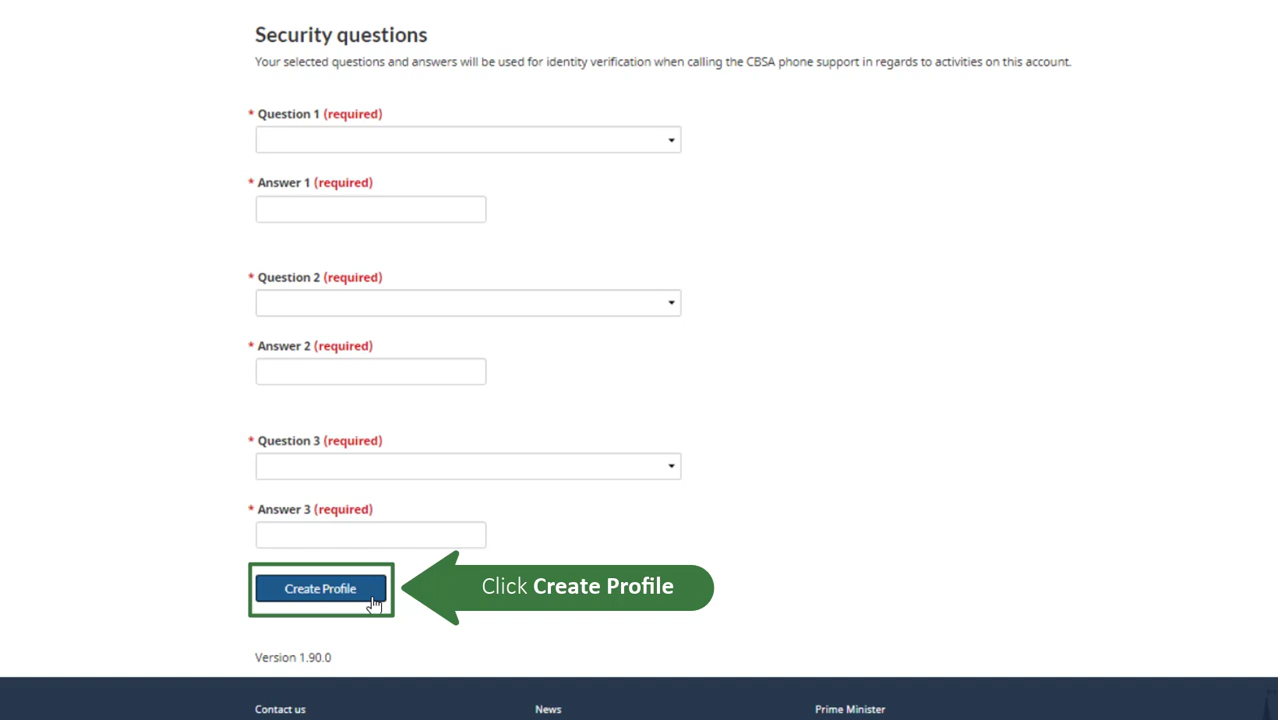 Security questions
Your selected questions and answers will be used for identity verification when calling the CBSA phone support in regards to activities on this account.
* Question 1 (required)
* Answer 1 (required)
* Question 2 (required)
* Answer 2 (required)
* Question 3 (required)
* Answer 3 (required)
Create Profile
Click Create Profile
Version 1.90.0
Contact us
News
Prime Minister